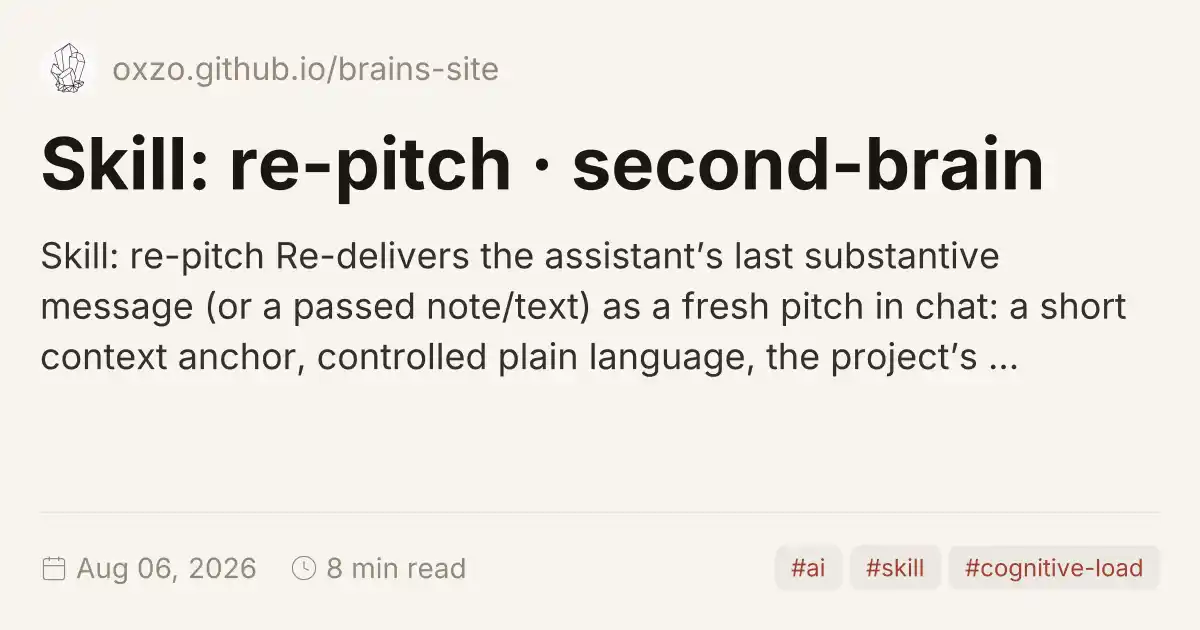 oxzo.github.io/brains-site
Skill: re-pitch · second-brain
Skill: re-pitch Re-delivers the assistant’s last substantive
message (or a passed note/text) as a fresh pitch in chat: a short
context anchor, controlled plain language, the project’s ...
Aug 06, 2026 8 min read #ai #skill #cognitive-load